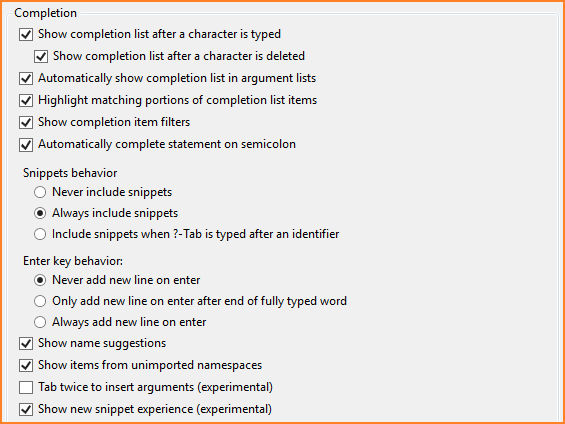 Completion
Show completion list after a character is typed
Show completion list after a character is deleted
Automatically show completion list in argument lists
Highlight matching portions of completion list items
Show completion item filters
Automatically complete statement on semicolon
Snippets behavior
Never include snippets
Always include snippets
Include snippets when ?-Tab is typed after an identifier
Enter key behavior:
Never add new line on enter
Only add new line on enter after end of fully typed word
Always add new line on enter
Show name suggestions
Show items from unimported namespaces
Tab twice to insert arguments (experimental)
Show new snippet experience (experimental)